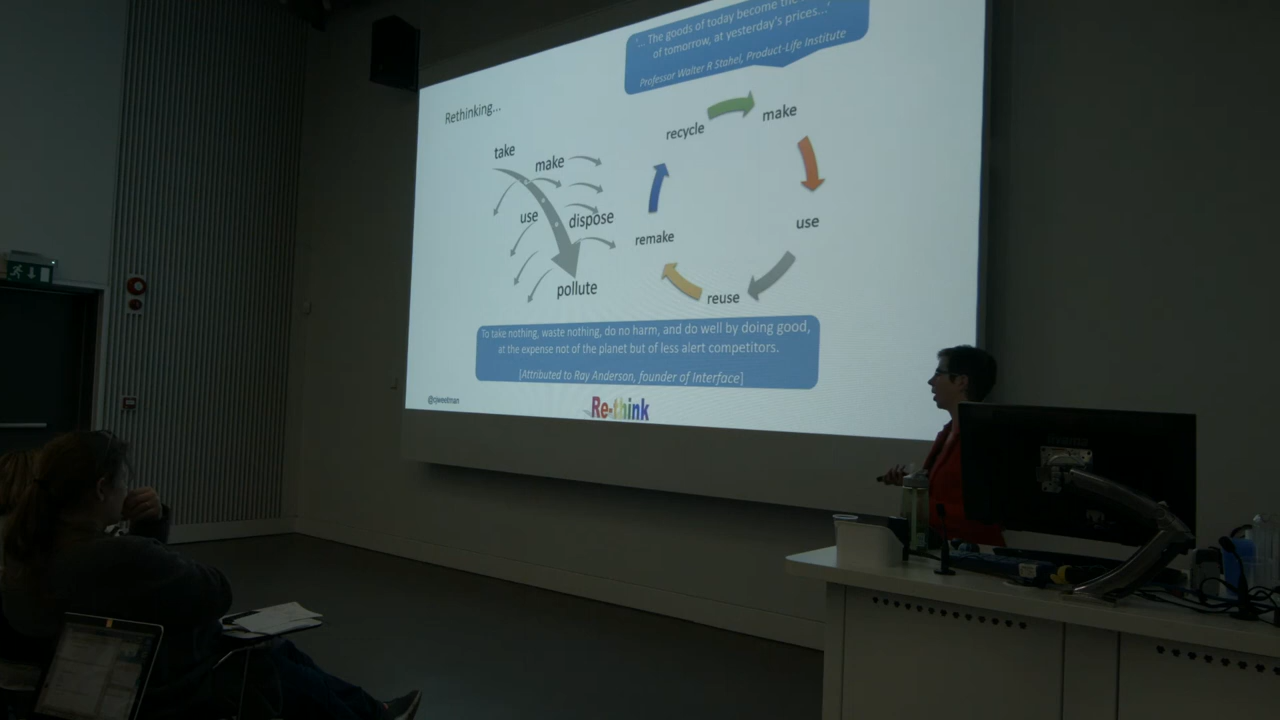 '... The goods of today become the
of tomorrow, at yesterday's prices...'
Professor Walter R Stahel, Product-Life Institute
Rethinking...
take
make
use
dispose
pollute
recycle
make
use
reuse
remake
To take nothing, waste nothing, do no harm, and do well by doing good,
at the expense not of the planet but of less alert competitors.
[Attributed to Ray Anderson, founder of Interface]
Re-think
iiyama